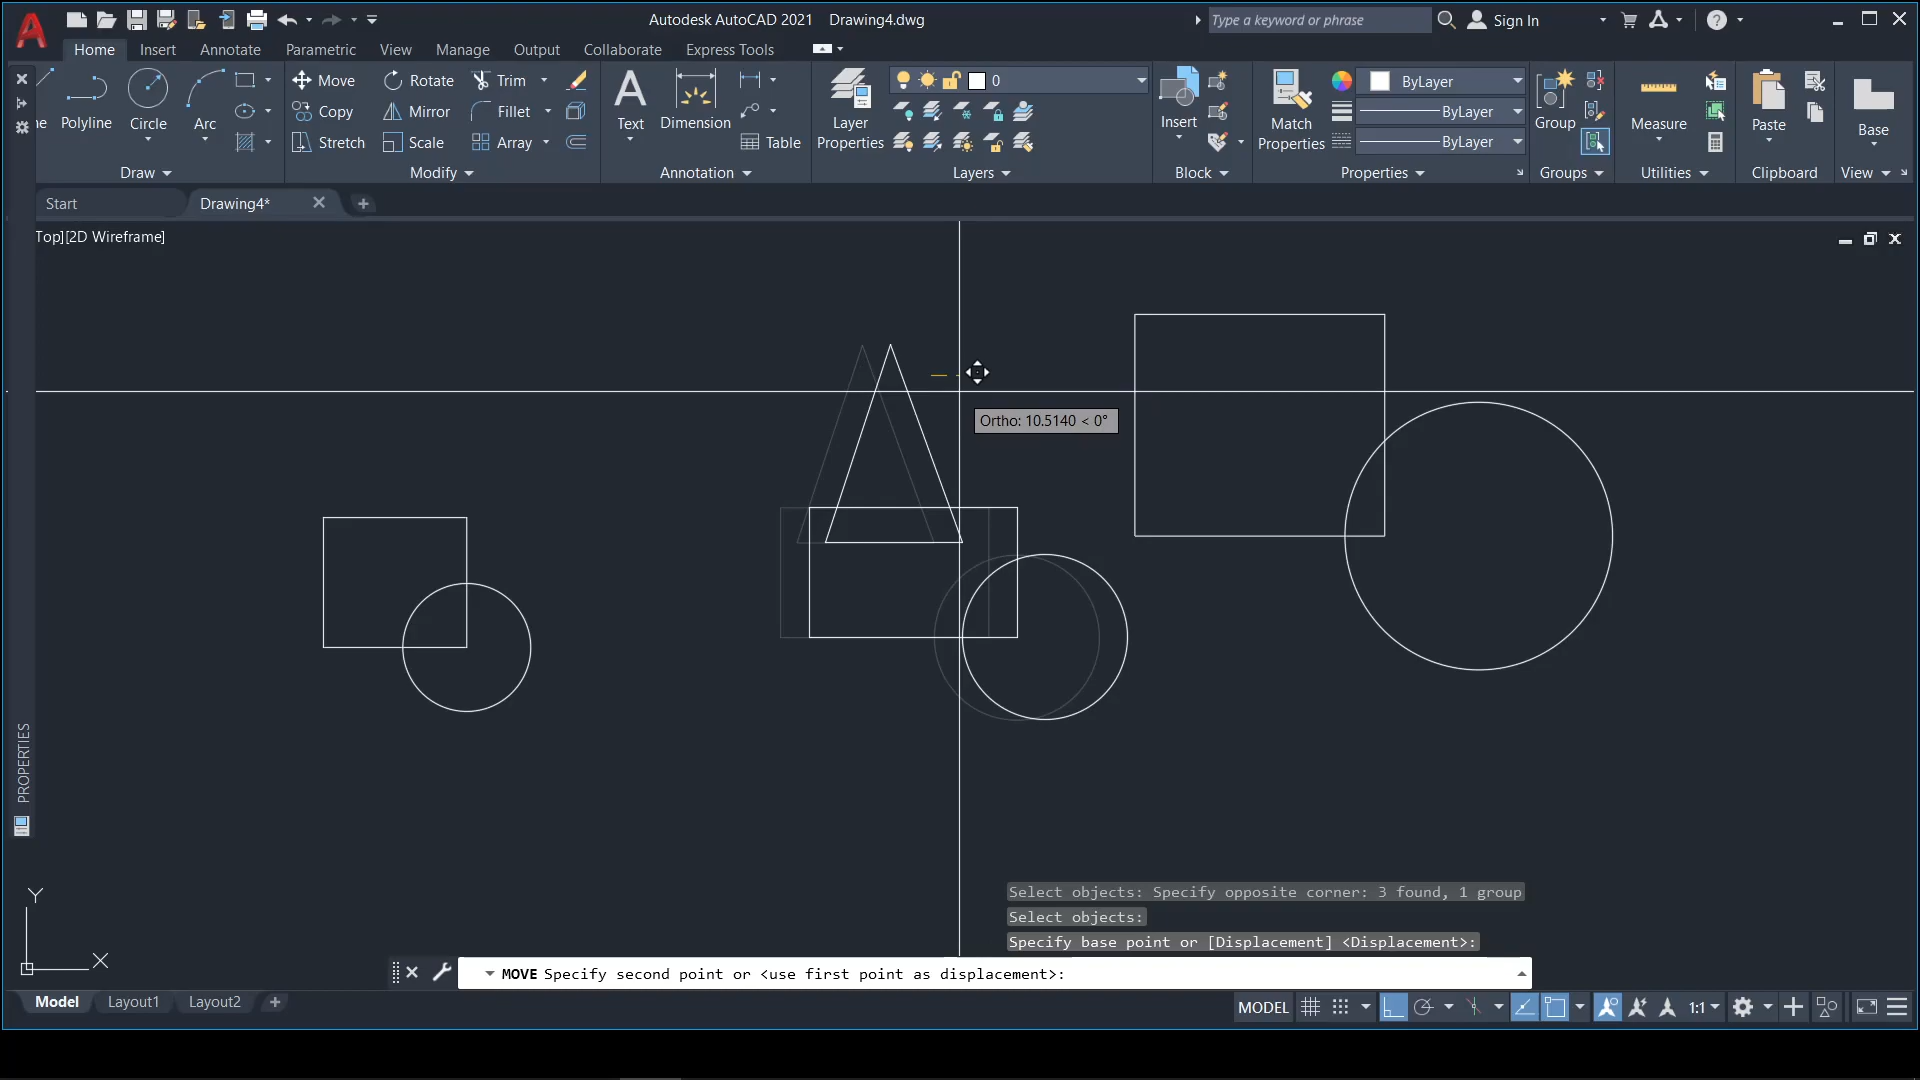 Autodesk AutoCAD 2021 Drawing4.dwg
Type a keyword or phrase
Sign In
Home Insert Annotate Parametric View Manage Output Collaborate Express Tools
ne Polyline Circle Arc
Draw
Move Rotate Trim
Copy Mirror Fillet
Stretch Scale Array
Modify
Text Dimension
Table
Annotation
Layer Properties
0
Layers
Insert
Block
Match Properties
ByLayer
ByLayer
ByLayer
Properties
Group
Groups
Measure
Utilities
Paste
Clipboard
Base
View
Start Drawing4*
Top][2D Wireframe]
Ortho: 10.5140 < 0°
PROPERTIES
Y
X
Select objects: Specify opposite corner: 3 found, 1 group
Select objects:
Specify base point or [Displacement] <Displacement>:
MOVE Specify second point or <use first point as displacement>:
Model Layout1 Layout2
MODEL 1:1